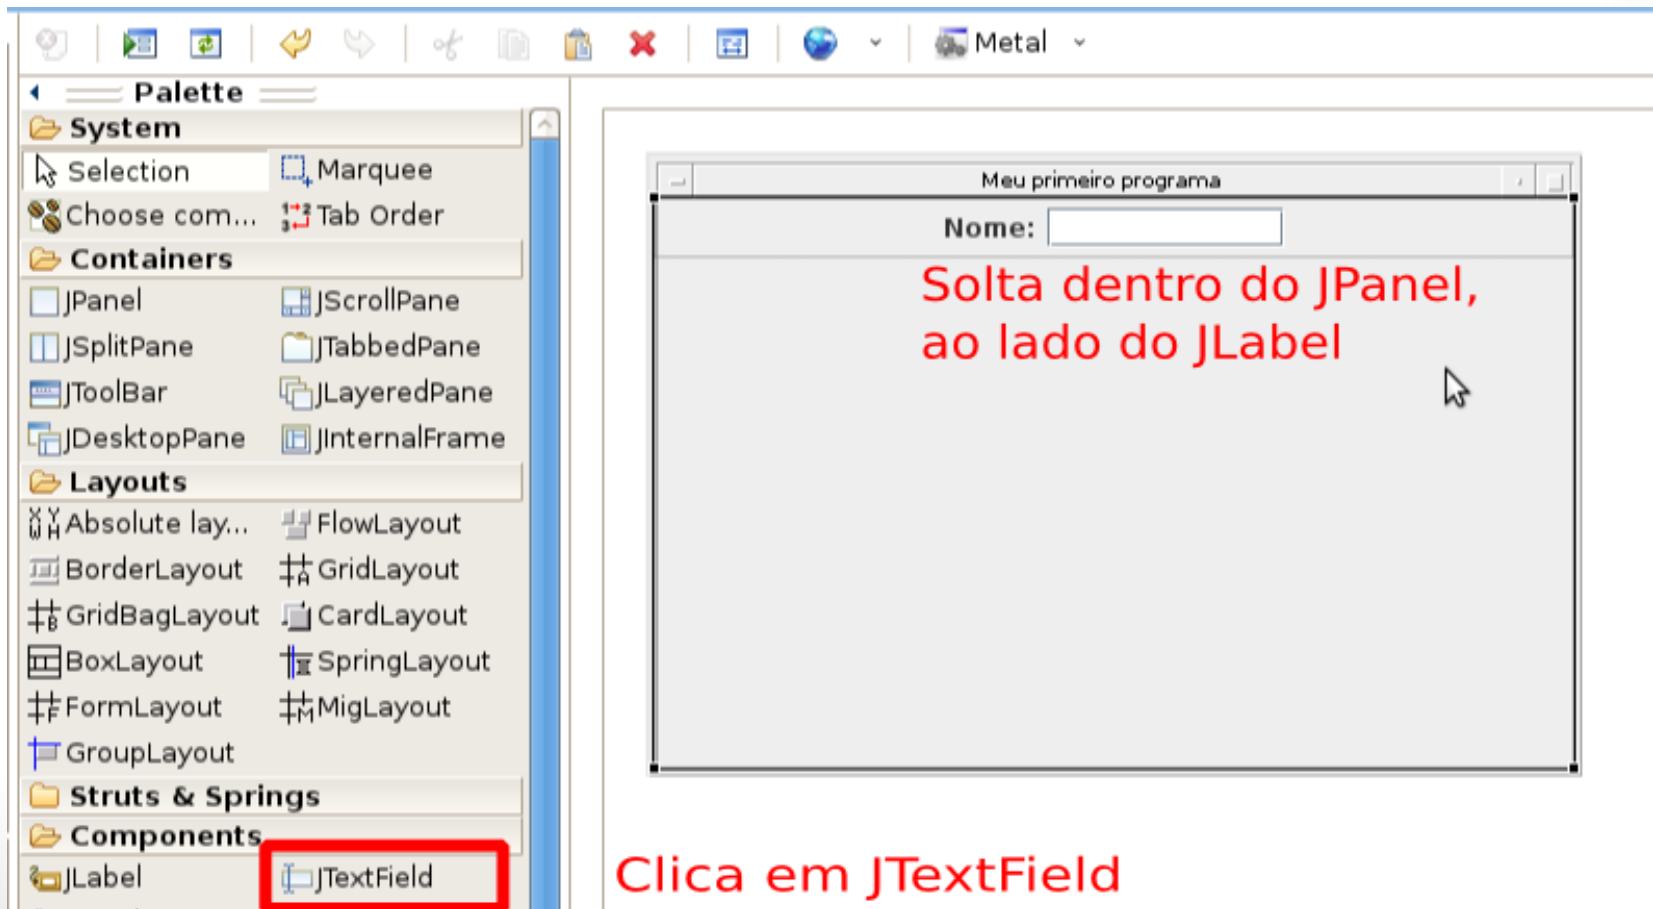 Metal
Palette
System
Selection Marquee
Choose com... Tab Order
Containers
JPanel JScrollPane
JSplitPane JTabbedPane
JToolBar JLayeredPane
JDesktopPane JInternalFrame
Layouts
Absolute lay... FlowLayout
BorderLayout GridLayout
GridBagLayout CardLayout
BoxLayout SpringLayout
FormLayout MigLayout
GroupLayout
Struts & Springs
Components
JLabel JTextField
Meu primeiro programa
Nome:
Solta dentro do JPanel,
ao lado do JLabel
Clica em JTextField